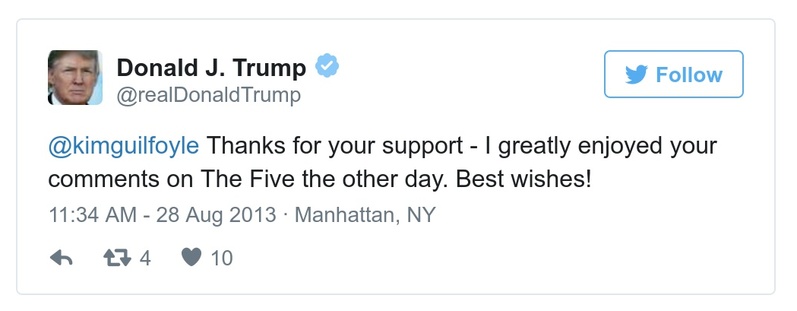 Donald J. Trump
@realDonaldTrump
Follow
@kimguilfoyle Thanks for your support - I greatly enjoyed your
comments on The Five the other day. Best wishes!
11:34 AM - 28 Aug 2013 · Manhattan, NY
4 10